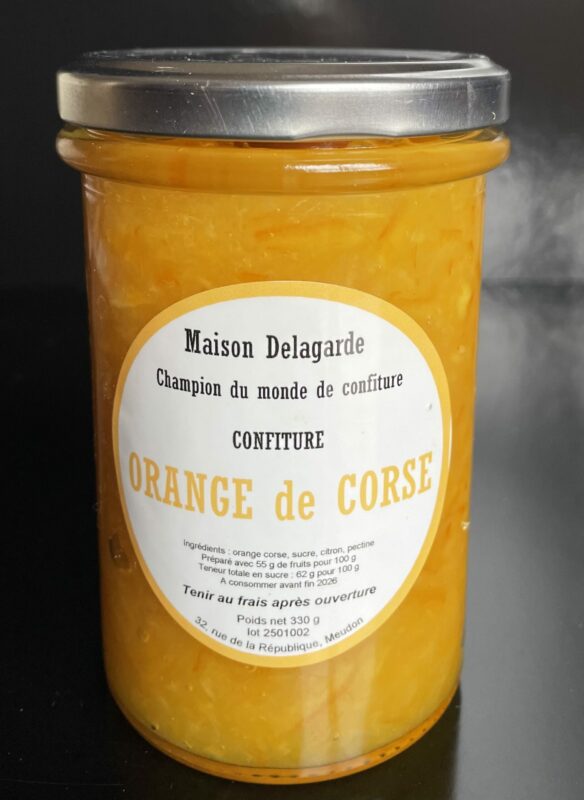 Maison Delagarde
Champion du monde de confiture
CONFITURE
ORANGE de CORSE
Ingrédients : orange corse, sucre, citron, pectine
Préparé avec 55 g de fruits pour 100 g
Teneur totale en sucre : 62 g pour 100 g
A consommer avant fin 2026
Tenir au frais après ouverture
Poids net 330 g
lot 2501002
32, rue de la République, Meudon